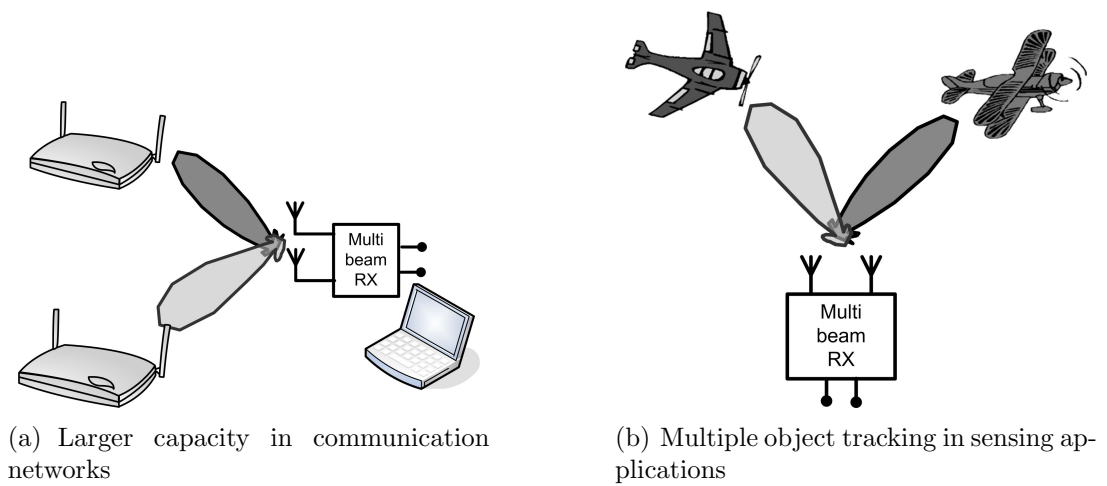 Multi
beam
RX
Multi
beam
RX
(a) Larger capacity in communication
networks
(b) Multiple object tracking in sensing ap-
plications